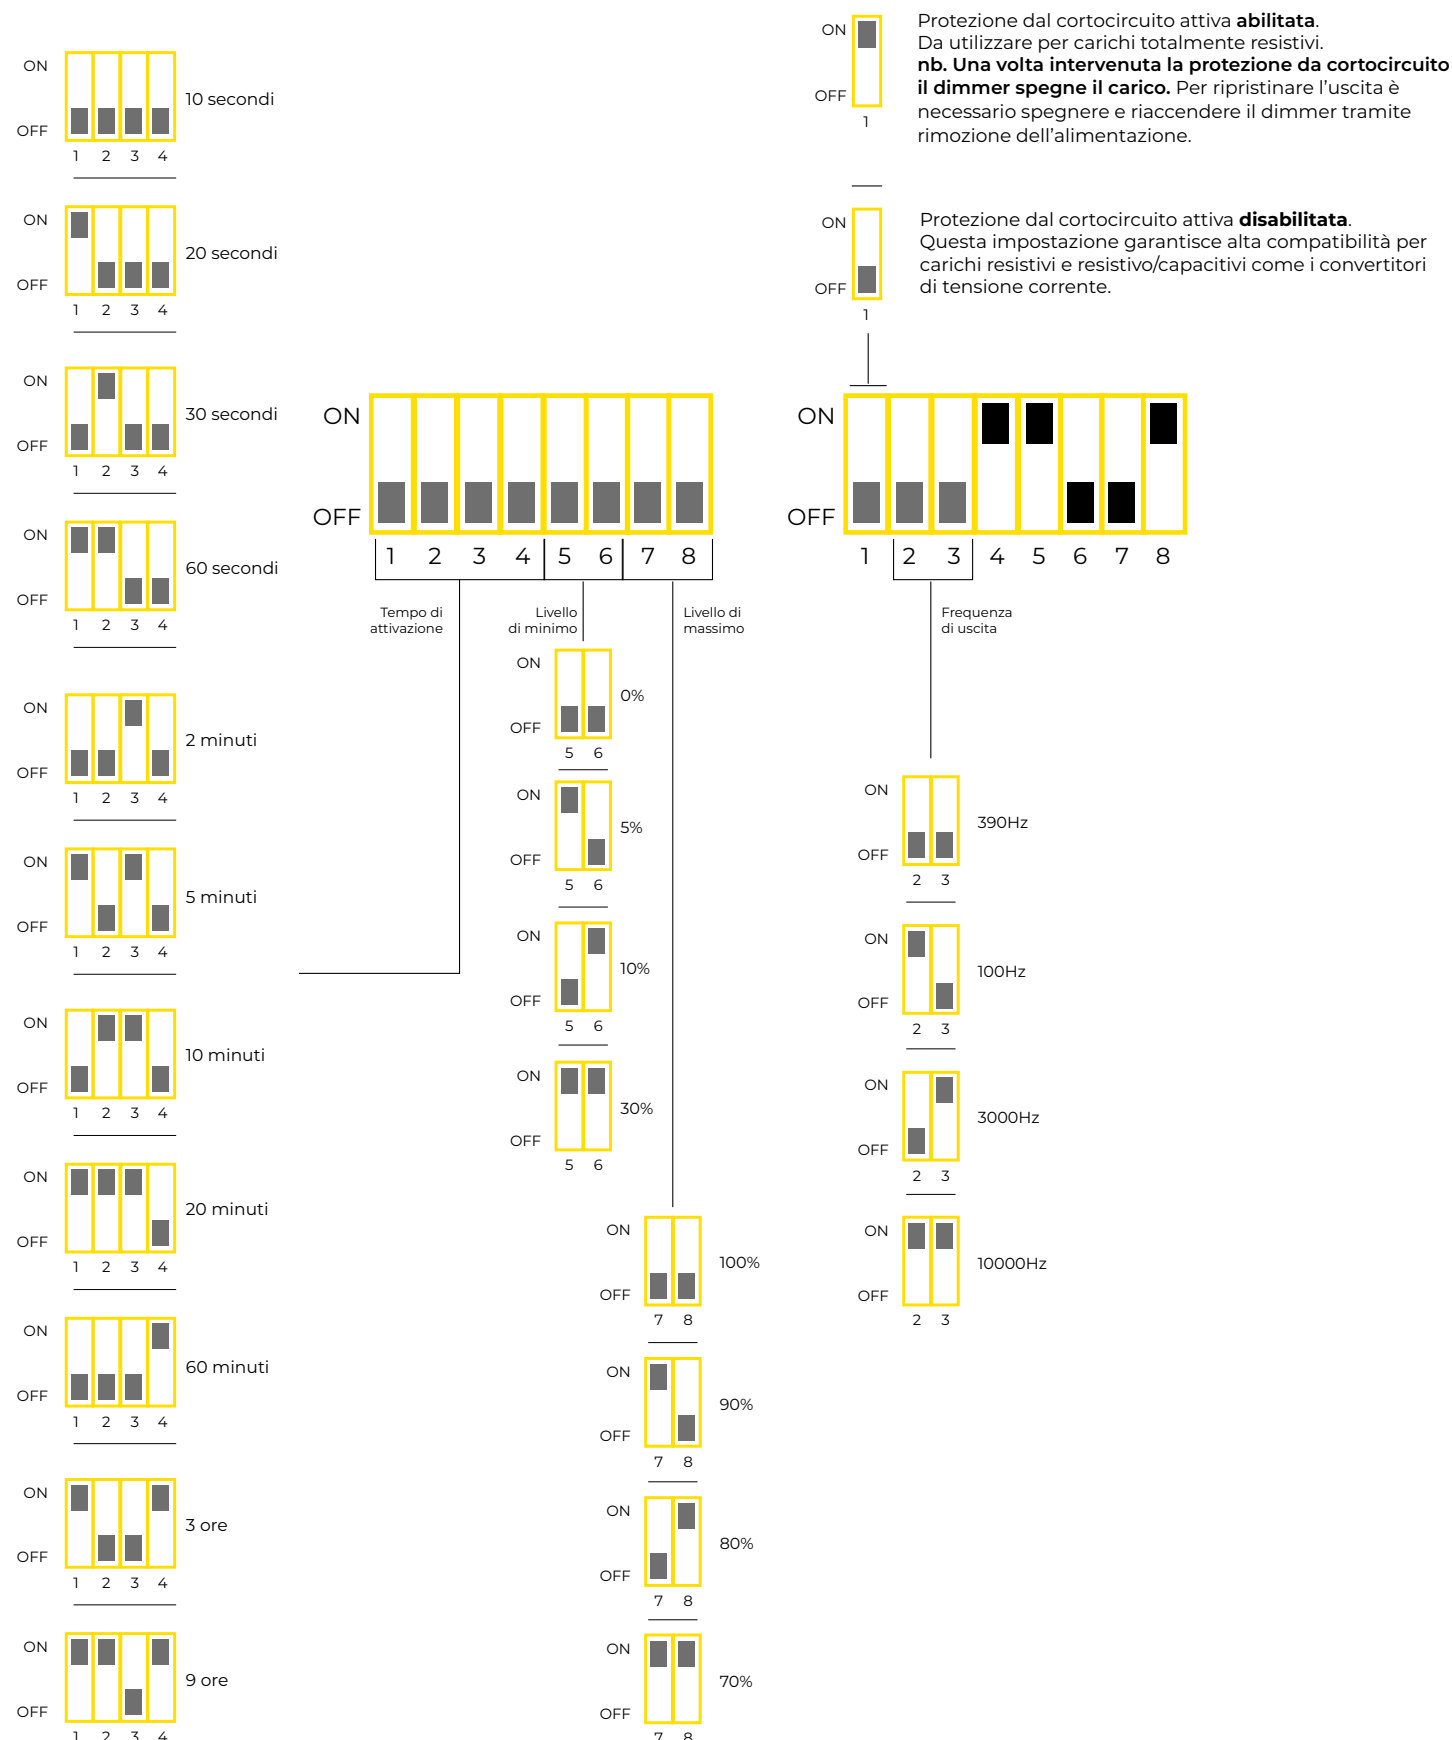 ON
OFF
1 2 3 4
10 secondi
ON
OFF
1 2 3 4
20 secondi
ON
OFF
1 2 3 4
30 secondi
ON
OFF
1 2 3 4
60 secondi
ON
OFF
1 2 3 4
2 minuti
ON
OFF
1 2 3 4
5 minuti
ON
OFF
1 2 3 4
10 minuti
ON
OFF
1 2 3 4
20 minuti
ON
OFF
1 2 3 4
60 minuti
ON
OFF
1 2 3 4
3 ore
ON
OFF
1 2 3 4
9 ore
ON
OFF
1 2 3 4 5 6 7 8
Tempo di
attivazione
Livello
di minimo
Livello di
massimo
ON
OFF
5 6
0%
ON
OFF
5 6
5%
ON
OFF
5 6
10%
ON
OFF
5 6
30%
ON
OFF
7 8
100%
ON
OFF
7 8
90%
ON
OFF
7 8
80%
ON
OFF
7 8
70%
ON
OFF
1
Protezione dal cortocircuito attiva abilitata.
Da utilizzare per carichi totalmente resistivi.
nb. Una volta intervenuta la protezione da cortocircuito
il dimmer spegne il carico. Per ripristinare l’uscita è
necessario spegnere e riaccendere il dimmer tramite
rimozione dell’alimentazione.
ON
OFF
1
Protezione dal cortocircuito attiva disabilitata.
Questa impostazione garantisce alta compatibilità per
carichi resistivi e resistivo/capacitivi come i convertitori
di tensione corrente.
ON
OFF
1 2 3 4 5 6 7 8
Frequenza
di uscita
ON
OFF
2 3
390Hz
ON
OFF
2 3
100Hz
ON
OFF
2 3
3000Hz
ON
OFF
2 3
10000Hz